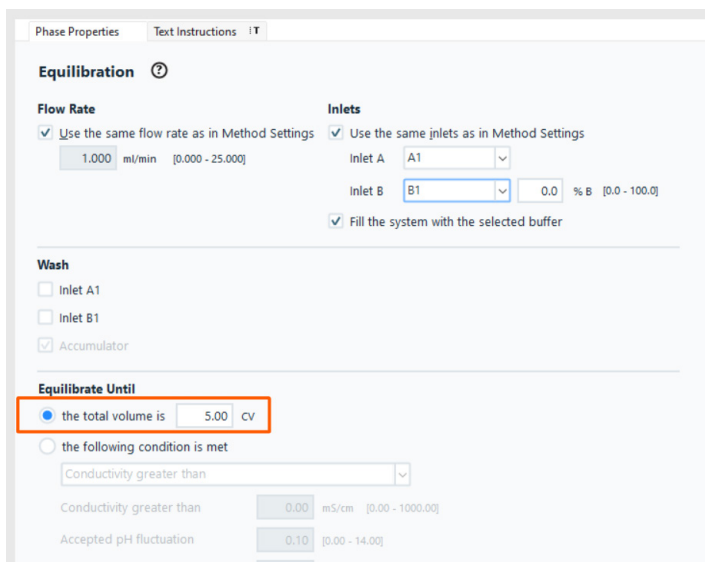 Phase Properties Text Instructions T
Equilibration ?
Flow Rate Inlets
Use the same flow rate as in Method Settings Use the same inlets as in Method Settings
1.000 ml/min [0.000 - 25.000] Inlet A A1
Inlet B B1 0.0 % B [0.0 - 100.0]
Fill the system with the selected buffer
Wash
Inlet A1
Inlet B1
Accumulator
Equilibrate Until
the total volume is 5.00 CV
the following condition is met
Conductivity greater than
Conductivity greater than 0.00 mS/cm [0.00 - 1000.00]
Accepted pH fluctuation 0.10 [0.00 - 14.00]